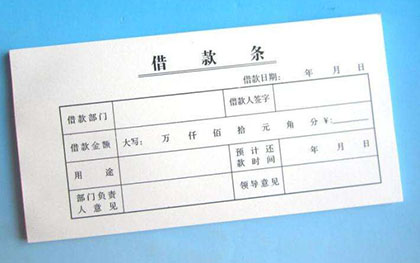 借款条
借款日期： 年 月 日
借款部门 借款人签字
借款金额 大写： 万 仟 佰 拾 元 角 分 ¥:
用途 预计还款时间 年 月 日
部门负责人意见 领导意见